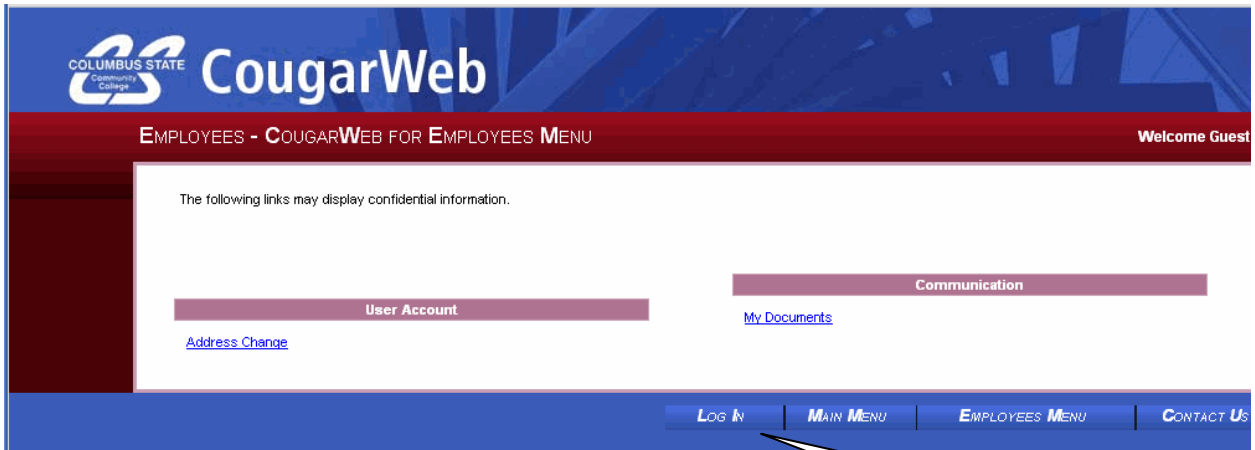 COLUMBUS STATE
Community
College
CougarWeb
EMPLOYEES - COUGARWEB FOR EMPLOYEES MENU
Welcome Guest
The following links may display confidential information.
Communication
User Account
My Documents
Address Change
LOG IN
MAIN MENU
EMPLOYEES MENU
CONTACT US